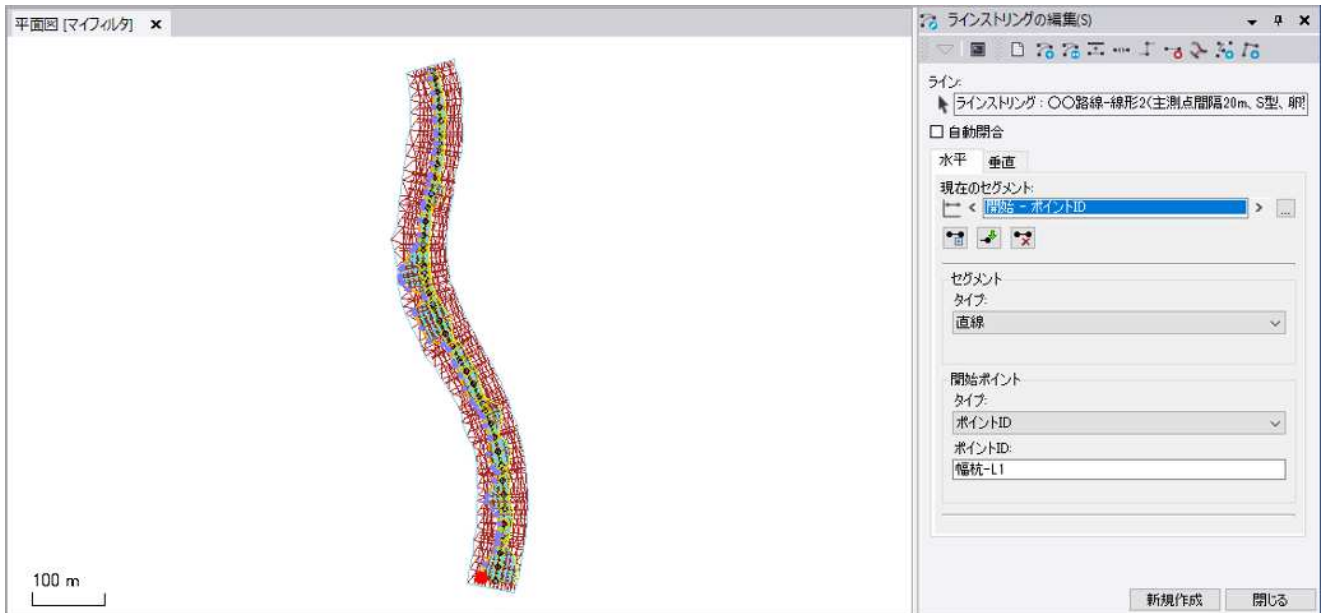 平面図 [マイフィルタ]
100 m
ラインストリングの編集(S)
ライン:
ラインストリング : 〇〇路線-線形2(主測点間隔20m、S型、卵
自動閉合
水平 垂直
現在のセグメント:
< 開始 - ポイントID > ...
セグメント
タイプ:
直線
開始ポイント
タイプ:
ポイントID
ポイントID:
幅杭-L1
新規作成 閉じる